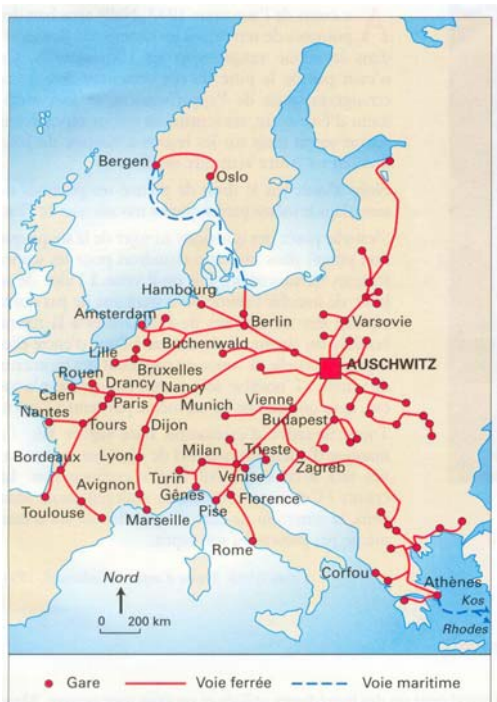 Bergen
Oslo
Hambourg
Amsterdam
Berlin
Varsovie
Lille
Buchenwald
Bruxelles
AUSCHWITZ
Rouen
Drancy
Nancy
Caen
Paris
Munich
Vienne
Nantes
Tours
Budapest
Dijon
Milan
Trieste
Bordeaux
Lyon
Turin
Venise
Zagreb
Avignon
Gênes
Florence
Toulouse
Marseille
Pise
Rome
Nord
0 200 km
Corfou
Athènes
Kos
Rhodes
Gare
Voie ferrée
Voie maritime